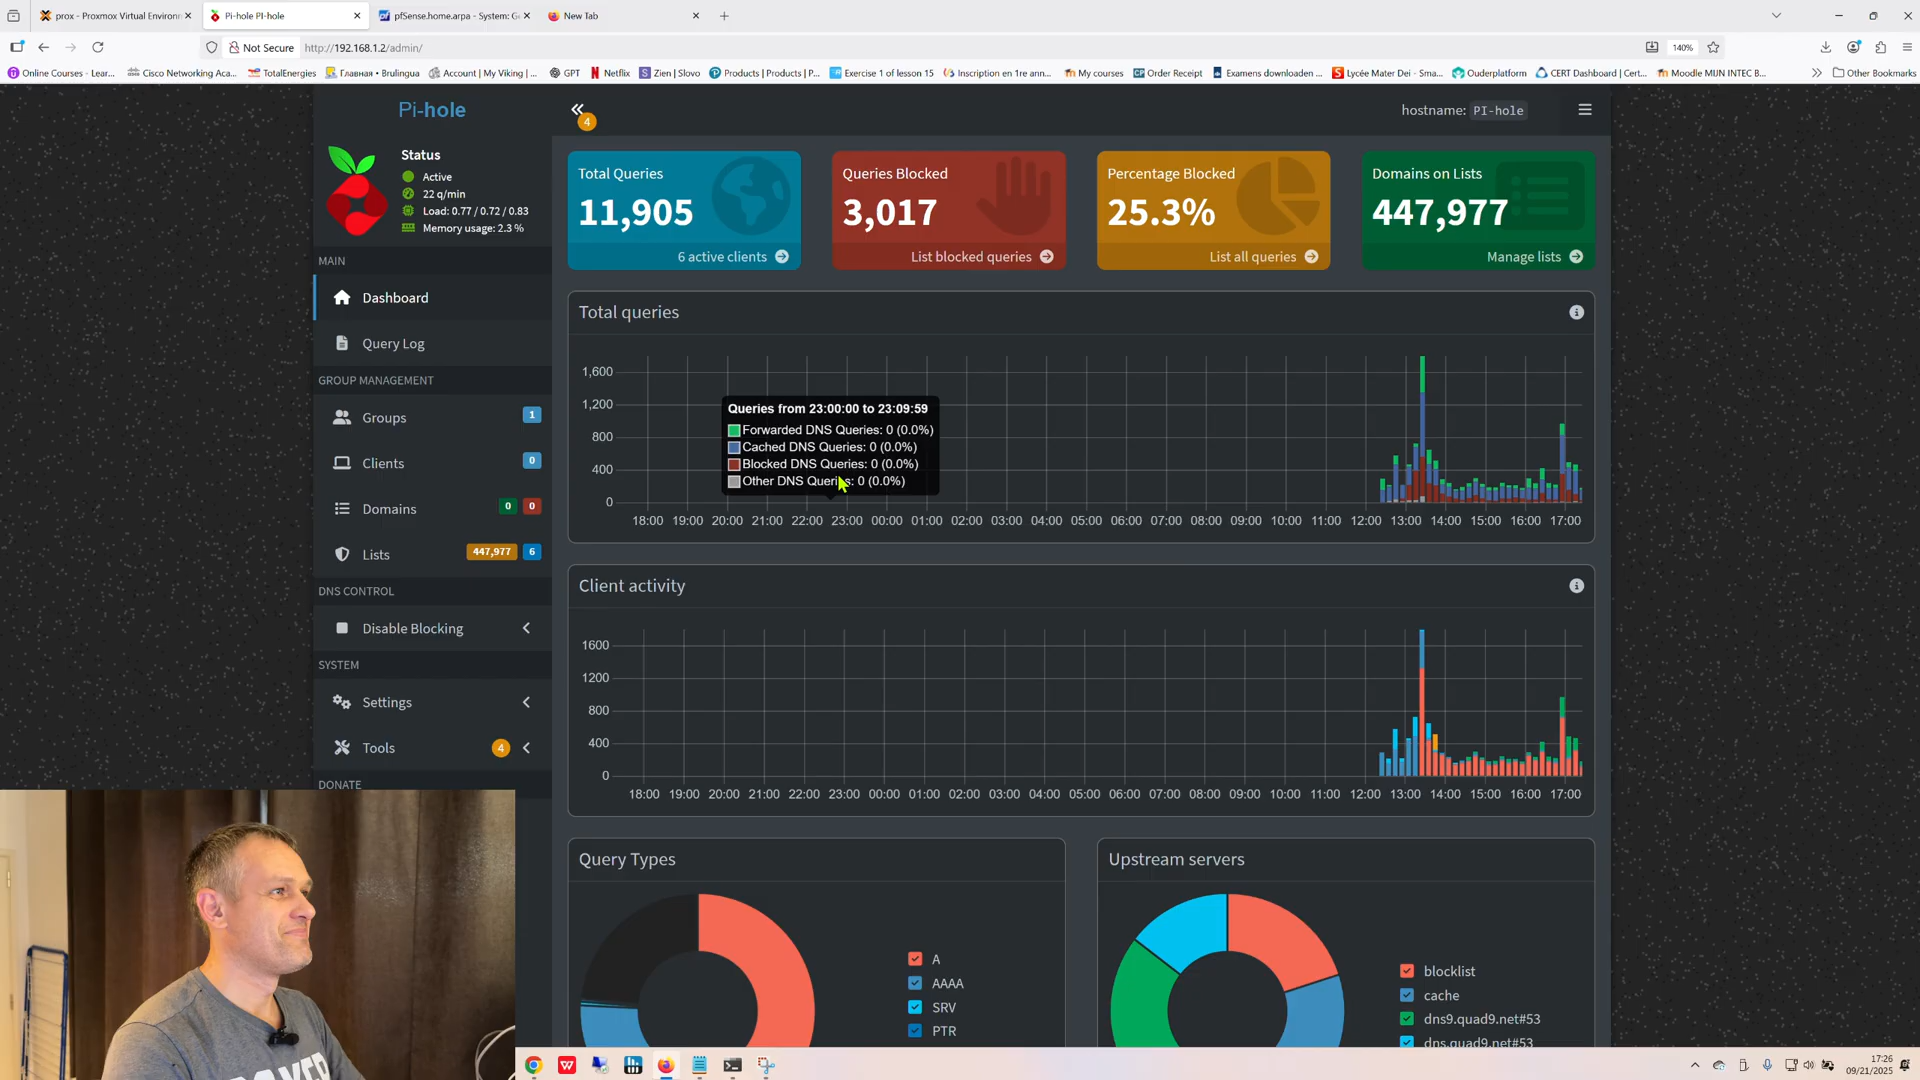 prox - Proxmox Virtual Environm
Pi-hole PI-hole
pfSense.home.arpa - System: Ge
New Tab
Not Secure
http://192.168.1.2/admin/
140%
Online Courses - Lear...
Cisco Networking Aca...
TotalEnergies
Главная • Brulingua
Account | My Viking |...
GPT
Netflix
Zien | Slovo
Products | Products | P...
Exercise 1 of lesson 15
Inscription en 1re ann...
My courses
Order Receipt
Examens downloaden ...
Lycée Mater Dei - Sma...
Ouderplatform
CERT Dashboard | Cert...
Moodle MIJN INTEC B...
Other Bookmarks
Pi-hole
4
hostname: PI-hole
Status
Active
22 q/min
Load: 0.77 / 0.72 / 0.83
Memory usage: 2.3 %
MAIN
Dashboard
Query Log
GROUP MANAGEMENT
Groups 1
Clients 0
Domains 0 0
Lists 447,977 6
DNS CONTROL
Disable Blocking
SYSTEM
Settings
Tools 4
DONATE
Total Queries
11,905
6 active clients
Queries Blocked
3,017
List blocked queries
Percentage Blocked
25.3%
List all queries
Domains on Lists
447,977
Manage lists
Total queries
1,600
1,200
800
400
0
Queries from 23:00:00 to 23:09:59
Forwarded DNS Queries: 0 (0.0%)
Cached DNS Queries: 0 (0.0%)
Blocked DNS Queries: 0 (0.0%)
Other DNS Queries: 0 (0.0%)
18:00 19:00 20:00 21:00 22:00 23:00 00:00 01:00 02:00 03:00 04:00 05:00 06:00 07:00 08:00 09:00 10:00 11:00 12:00 13:00 14:00 15:00 16:00 17:00
Client activity
1600
1200
800
400
0
18:00 19:00 20:00 21:00 22:00 23:00 00:00 01:00 02:00 03:00 04:00 05:00 06:00 07:00 08:00 09:00 10:00 11:00 12:00 13:00 14:00 15:00 16:00 17:00
Query Types
A
AAAA
SRV
PTR
Upstream servers
blocklist
cache
dns9.quad9.net#53
dns.quad9.net#53
17:26
09/21/2025